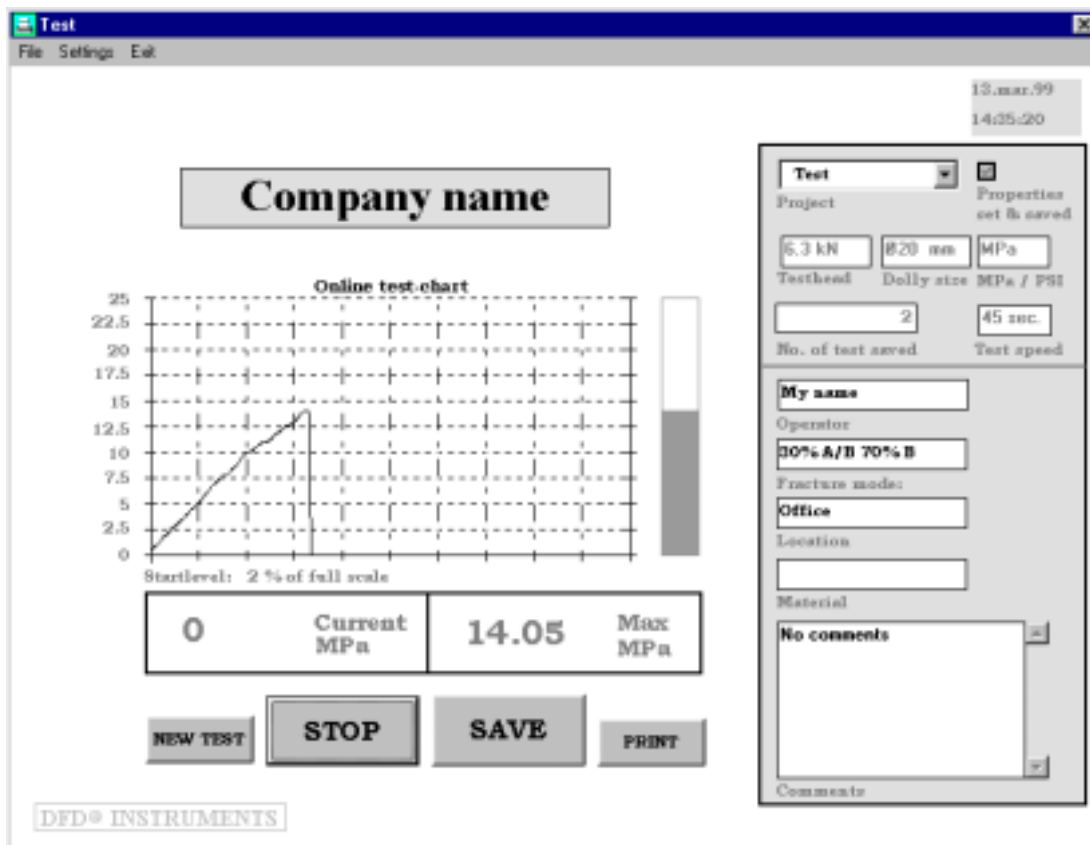 Test
File Settings Exit
13.mar.99
14:35:20
Company name
Test
Project
Properties
set & saved
6.3 kN
Ø20 mm
MPa
Testhead
Dolly size
MPa / PSI
2
45 sec.
No. of test saved
Test speed
Online test-chart
25
22.5
20
17.5
15
12.5
10
7.5
5
2.5
0
Startlevel: 2 % of full scale
0
Current
MPa
14.05
Max
MPa
NEW TEST
STOP
SAVE
PRINT
My name
Operator
30% A/B 70% B
Fracture mode:
Office
Location
Material
No comments
Comments
DFD® INSTRUMENTS